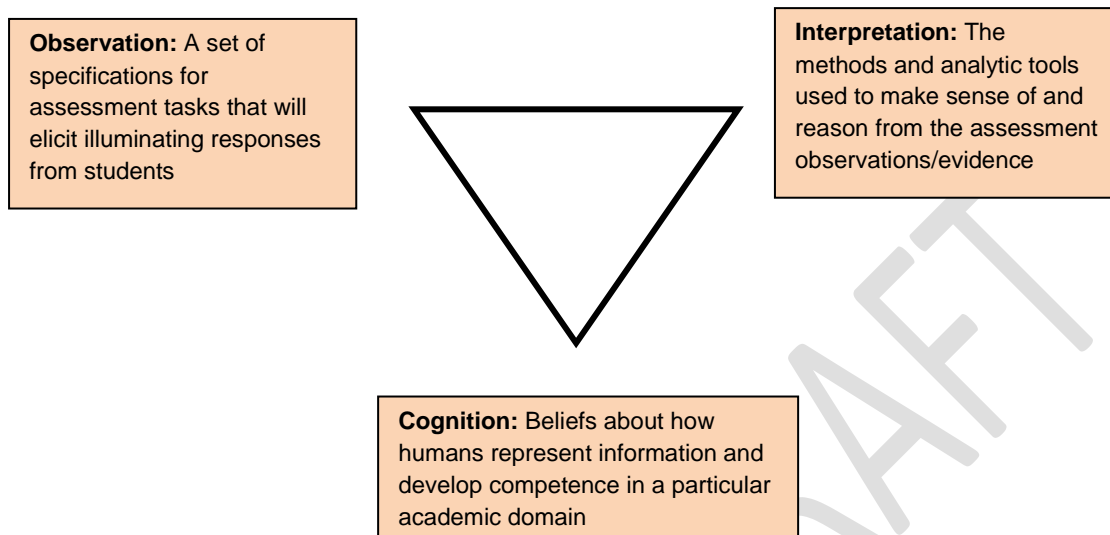 Observation: A set of
specifications for
assessment tasks that will
elicit illuminating responses
from students
Interpretation: The
methods and analytic tools
used to make sense of and
reason from the assessment
observations/evidence
Cognition: Beliefs about how
humans represent information and
develop competence in a particular
academic domain
DRAFT